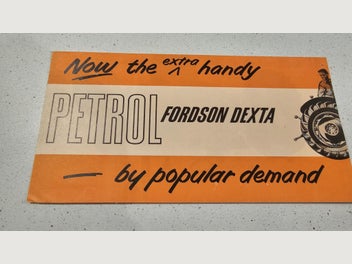 Now the extra handy
PETROL FORDSON DEXTA
— by popular demand